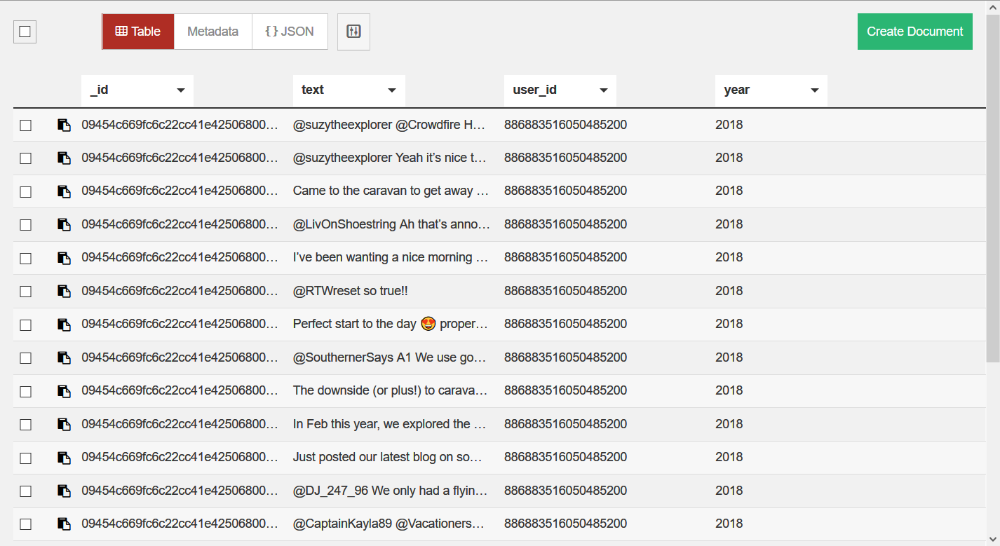 Table Metadata {} JSON Create Document
_id text user_id year
09454c669fc6c22cc41e42506800… @suzytheexplorer @Crowdfire H… 886883516050485200 2018
09454c669fc6c22cc41e42506800… @suzytheexplorer Yeah it’s nice t… 886883516050485200 2018
09454c669fc6c22cc41e42506800… Came to the caravan to get away … 886883516050485200 2018
09454c669fc6c22cc41e42506800… @LivOnShoestring Ah that’s anno… 886883516050485200 2018
09454c669fc6c22cc41e42506800… I’ve been wanting a nice morning … 886883516050485200 2018
09454c669fc6c22cc41e42506800… @RTWreset so true!! 886883516050485200 2018
09454c669fc6c22cc41e42506800… Perfect start to the day 😍 proper… 886883516050485200 2018
09454c669fc6c22cc41e42506800… @SouthernerSays A1 We use go… 886883516050485200 2018
09454c669fc6c22cc41e42506800… The downside (or plus!) to carava… 886883516050485200 2018
09454c669fc6c22cc41e42506800… In Feb this year, we explored the … 886883516050485200 2018
09454c669fc6c22cc41e42506800… Just posted our latest blog on so… 886883516050485200 2018
09454c669fc6c22cc41e42506800… @DJ_247_96 We only had a flyin… 886883516050485200 2018
09454c669fc6c22cc41e42506800… @CaptainKayla89 @Vacationers… 886883516050485200 2018